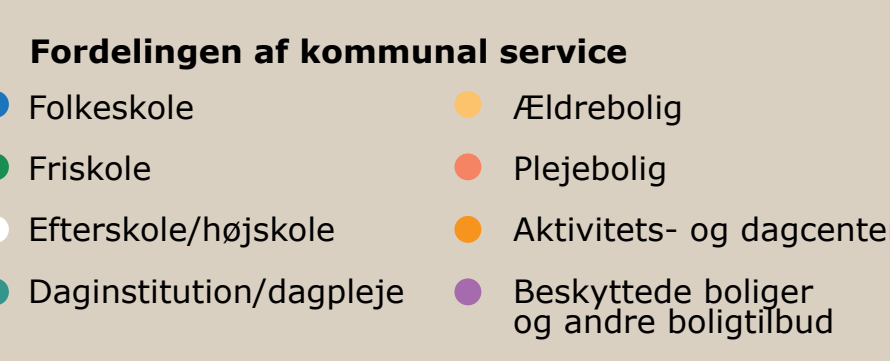 Fordelingen af kommunal service
Folkeskole
Friskole
Efterskole/højskole
Daginstitution/dagpleje
Ældrebolig
Plejebolig
Aktivitets- og dagcente
Beskyttede boliger
og andre boligtilbud